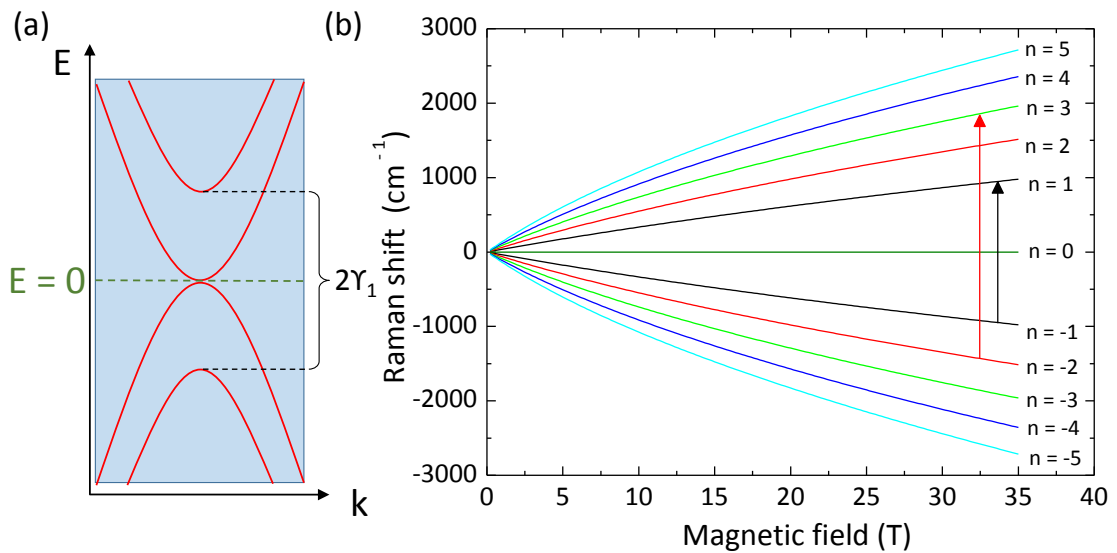 (a)
E
E = 0
2ϒ₁
k
(b)
Raman shift (cm⁻¹)
3000
2000
1000
0
-1000
-2000
-3000
n = 5
n = 4
n = 3
n = 2
n = 1
n = 0
n = -1
n = -2
n = -3
n = -4
n = -5
0 5 10 15 20 25 30 35 40
Magnetic field (T)